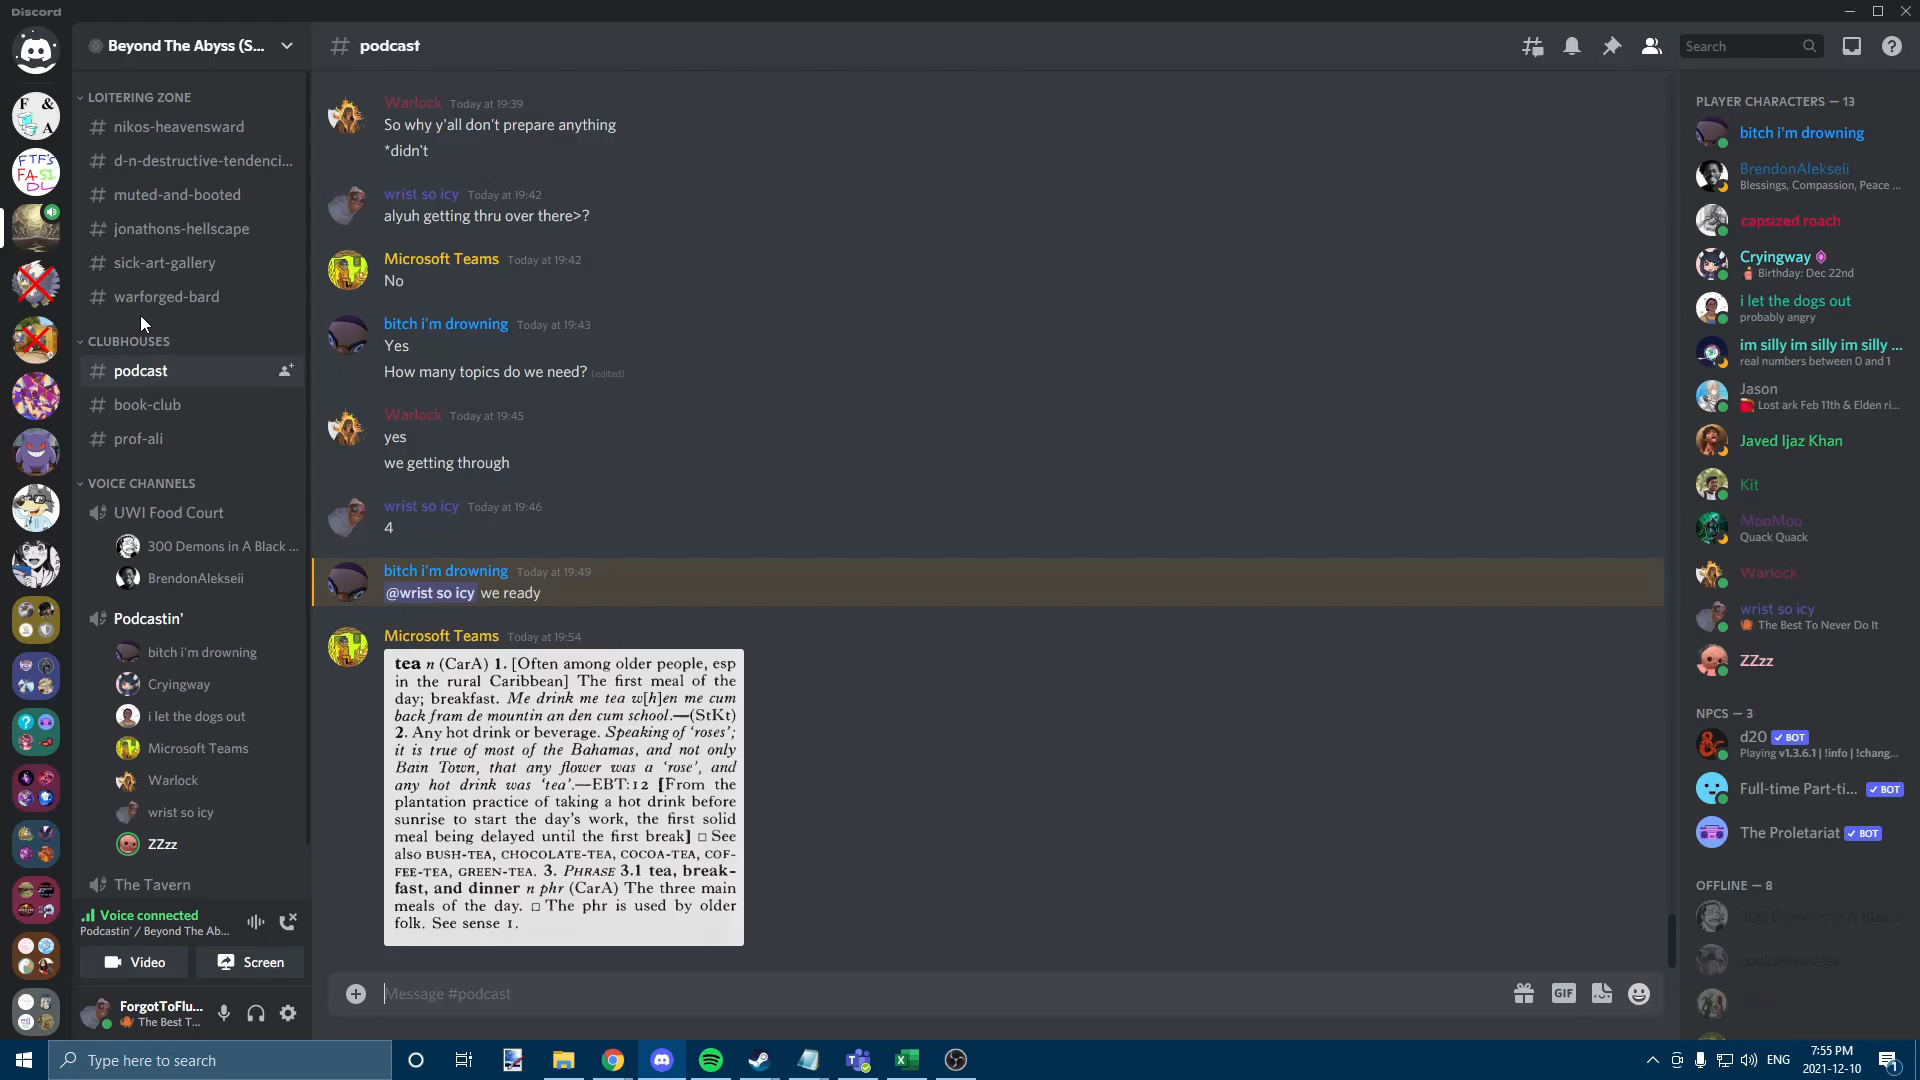 Discord
Beyond The Abyss (S...
podcast
Search
F &
A
FTF'S
FA SI
DL
LOITERING ZONE
nikos-heavensward
d-n-destructive-tendenci...
muted-and-booted
jonathons-hellscape
sick-art-gallery
warforged-bard
CLUBHOUSES
podcast
book-club
prof-ali
VOICE CHANNELS
UWI Food Court
300 Demons in A Black ...
BrendonAlekseii
Podcastin'
bitch i'm drowning
Cryingway
i let the dogs out
Microsoft Teams
Warlock
wrist so icy
ZZzz
The Tavern
Voice connected
Podcastin' / Beyond The Ab...
Video
Screen
ForgotToFlu...
The Best T...
Warlock Today at 19:39
So why y'all don't prepare anything
*didn't
wrist so icy Today at 19:42
alyuh getting thru over there>?
Microsoft Teams Today at 19:42
No
bitch i'm drowning Today at 19:43
Yes
How many topics do we need? (edited)
Warlock Today at 19:45
yes
we getting through
wrist so icy Today at 19:46
4
bitch i'm drowning Today at 19:49
@wrist so icy we ready
Microsoft Teams Today at 19:54
tea n (CarA) 1. [Often among older people, esp
in the rural Caribbean] The first meal of the
day; breakfast. Me drink me tea w[h]en me cum
back fram de mountin an den cum school.—(StKt)
2. Any hot drink or beverage. Speaking of 'roses';
it is true of most of the Bahamas, and not only
Bain Town, that any flower was a 'rose', and
any hot drink was 'tea'.—EBT:12 [From the
plantation practice of taking a hot drink before
sunrise to start the day's work, the first solid
meal being delayed until the first break] □ See
also BUSH-TEA, CHOCOLATE-TEA, COCOA-TEA, COF-
FEE-TEA, GREEN-TEA. 3. PHRASE 3.1 tea, break-
fast, and dinner n phr (CarA) The three main
meals of the day. □ The phr is used by older
folk. See sense 1.
Message #podcast
GIF
PLAYER CHARACTERS — 13
bitch i'm drowning
BrendonAlekseii
Blessings, Compassion, Peace ...
capsized roach
Cryingway
Birthday: Dec 22nd
i let the dogs out
probably angry
im silly im silly im silly ...
real numbers between 0 and 1
Jason
Lost ark Feb 11th & Elden ri...
Javed Ijaz Khan
Kit
MooMoo
Quack Quack
Warlock
wrist so icy
The Best To Never Do It
ZZzz
NPCS — 3
d20 ✓ BOT
Playing v1.3.6.1 | !info | !chang...
Full-time Part-ti... ✓ BOT
The Proletariat ✓ BOT
OFFLINE — 8
300 Demons in A Blac...
Type here to search
ENG
7:55 PM
2021-12-10
1